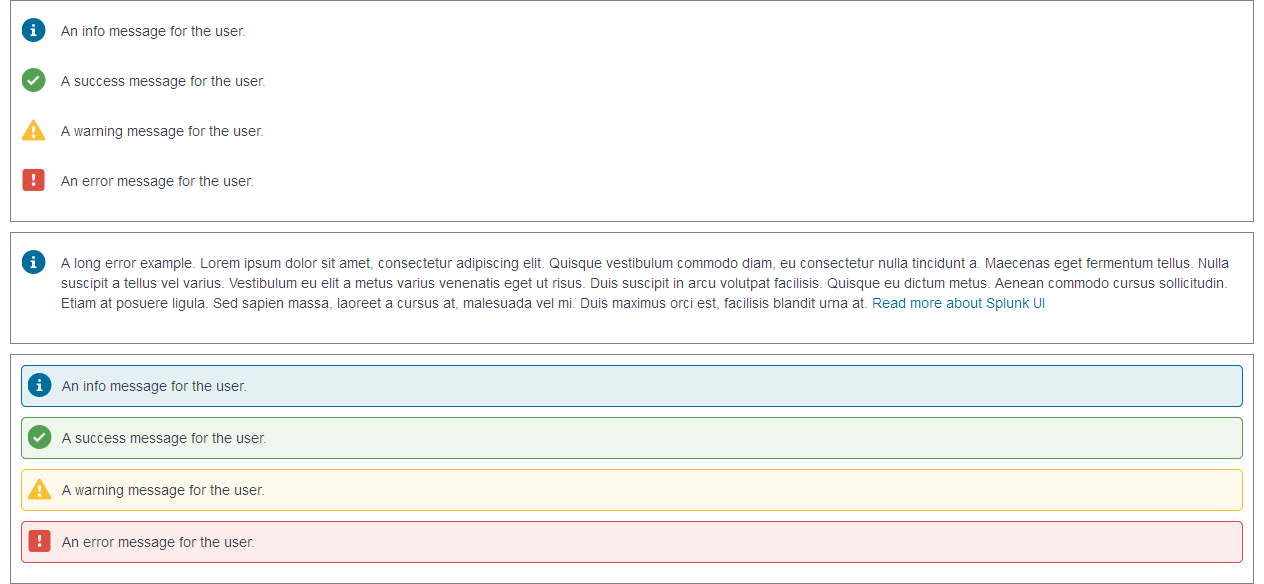 An info message for the user.
A success message for the user.
A warning message for the user.
An error message for the user.
A long error example. Lorem ipsum dolor sit amet, consectetur adipiscing elit. Quisque vestibulum commodo diam, eu consectetur nulla tincidunt a. Maecenas eget fermentum tellus. Nulla
suscipit a tellus vel varius. Vestibulum eu elit a metus varius venenatis eget ut risus. Duis suscipit in arcu volutpat facilisis. Quisque eu dictum metus. Aenean commodo cursus sollicitudin.
Etiam at posuere ligula. Sed sapien massa, laoreet a cursus at, malesuada vel mi. Duis maximus orci est, facilisis blandit urna at. Read more about Splunk UI
An info message for the user.
A success message for the user.
A warning message for the user.
An error message for the user.